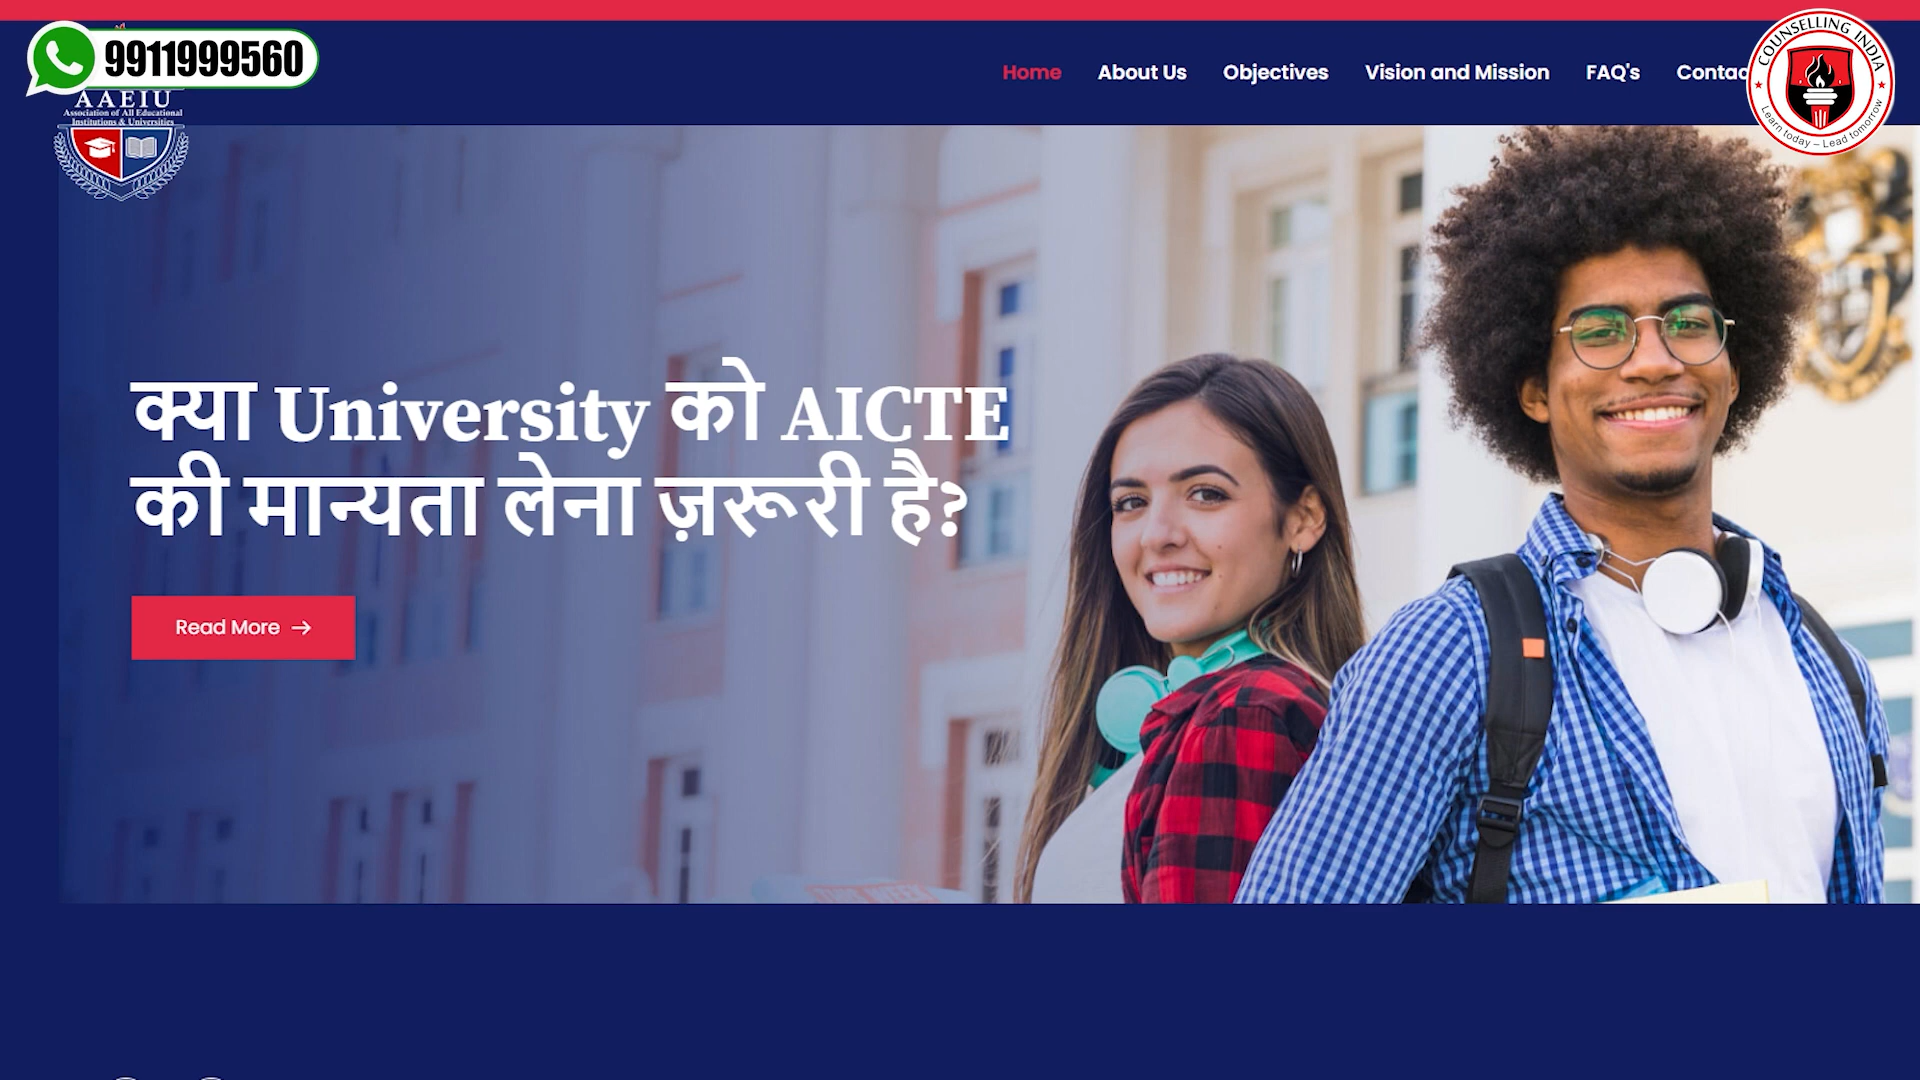 9911999560
AAEIU
Association of All Educational
Institutions & Universities
Home About Us Objectives Vision and Mission FAQ's Contac
COUNSELLING INDIA
Learn today – Lead tomorrow
क्या University को AICTE
की मान्यता लेना ज़रूरी है?
Read More →